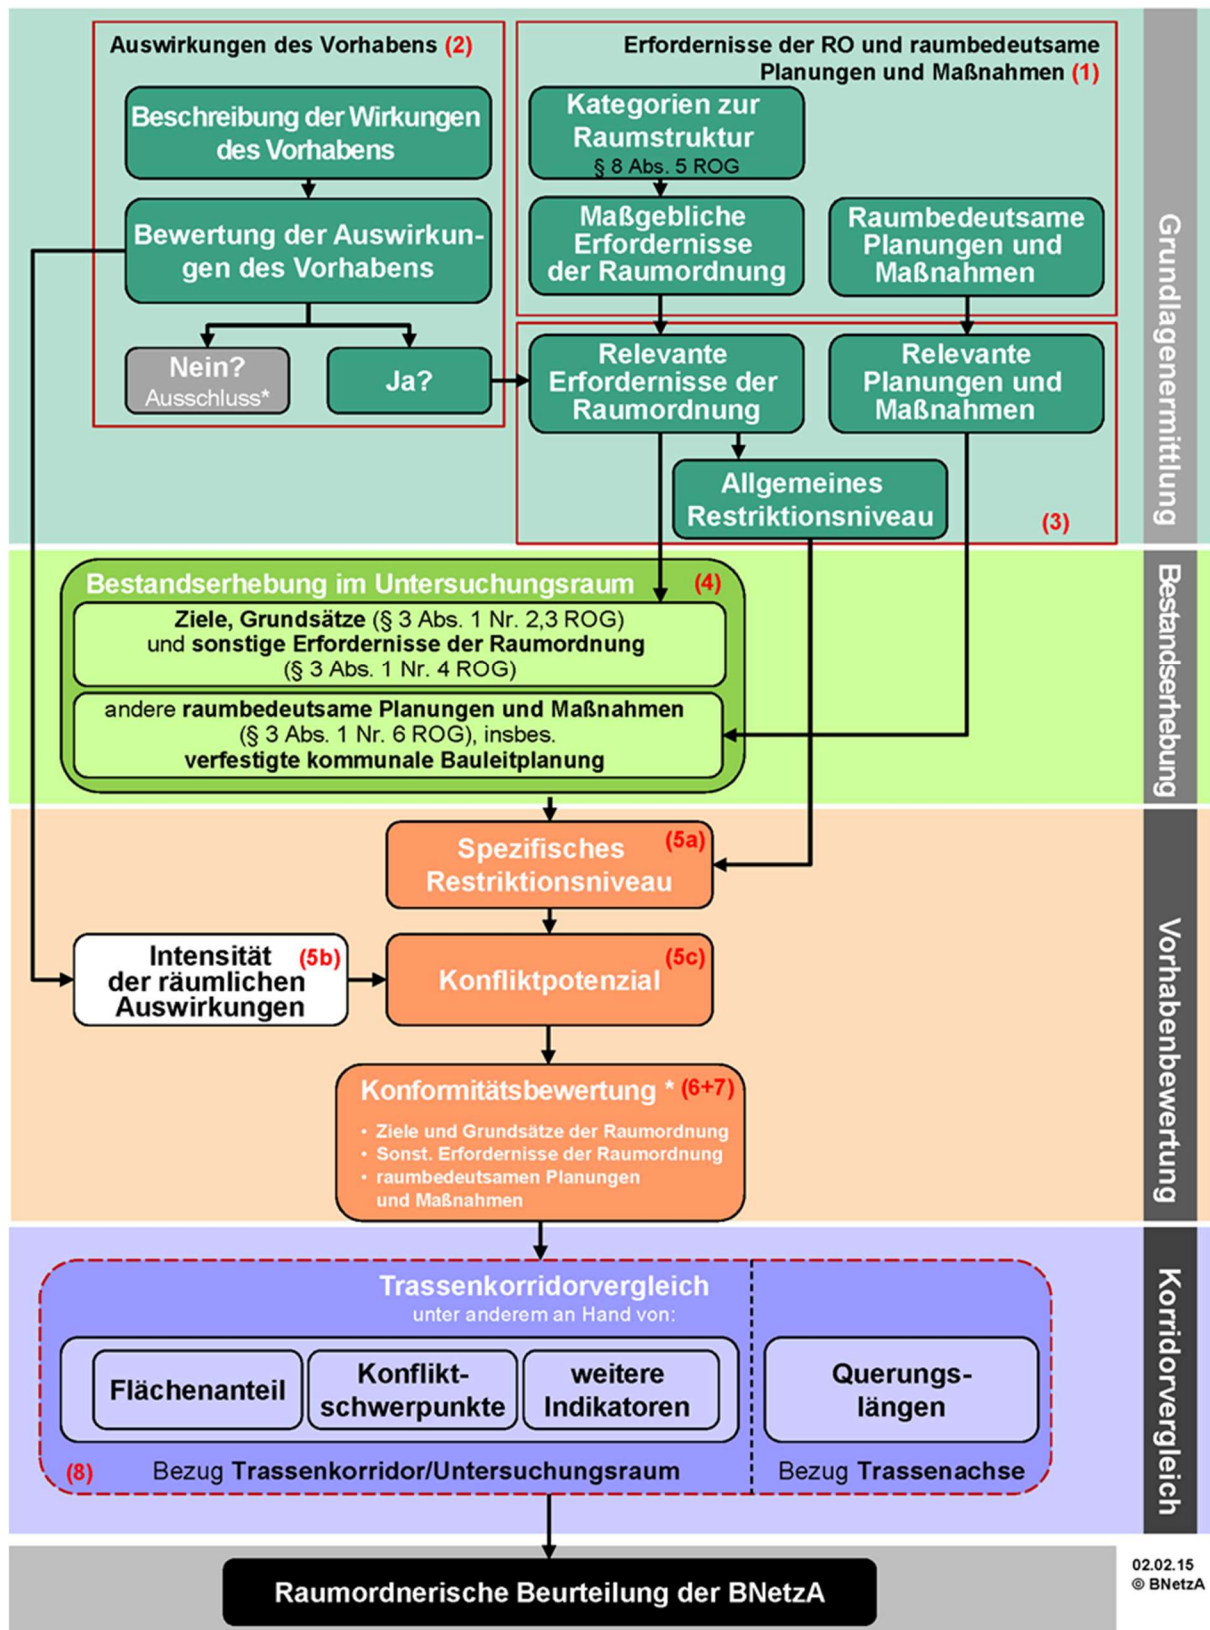 Auswirkungen des Vorhabens (2)
Beschreibung der Wirkungen
des Vorhabens
Bewertung der Auswirkun-
gen des Vorhabens
Nein?
Ausschluss*
Ja?
Erfordernisse der RO und raumbedeutsame
Planungen und Maßnahmen (1)
Kategorien zur
Raumstruktur
§ 8 Abs. 5 ROG
Maßgebliche
Erfordernisse
der Raumordnung
Raumbedeutsame
Planungen und
Maßnahmen
Relevante
Erfordernisse der
Raumordnung
Relevante
Planungen und
Maßnahmen
Allgemeines
Restriktionsniveau
(3)
Grundlagenermittlung
Bestandserhebung im Untersuchungsraum (4)
Ziele, Grundsätze (§ 3 Abs. 1 Nr. 2,3 ROG)
und sonstige Erfordernisse der Raumordnung
(§ 3 Abs. 1 Nr. 4 ROG)
andere raumbedeutsame Planungen und Maßnahmen
(§ 3 Abs. 1 Nr. 6 ROG), insbes.
verfestigte kommunale Bauleitplanung
Bestandserhebung
Spezifisches (5a)
Restriktionsniveau
Intensität (5b)
der räumlichen
Auswirkungen
Konfliktpotenzial (5c)
Konformitätsbewertung * (6+7)
• Ziele und Grundsätze der Raumordnung
• Sonst. Erfordernisse der Raumordnung
• raumbedeutsamen Planungen
und Maßnahmen
Vorhabenbewertung
Trassenkorridorvergleich
unter anderem an Hand von:
Flächenanteil
Konflikt-
schwerpunkte
weitere
Indikatoren
Querungs-
längen
(8)
Bezug Trassenkorridor/Untersuchungsraum
Bezug Trassenachse
Korridorvergleich
Raumordnerische Beurteilung der BNetzA
02.02.15
© BNetzA